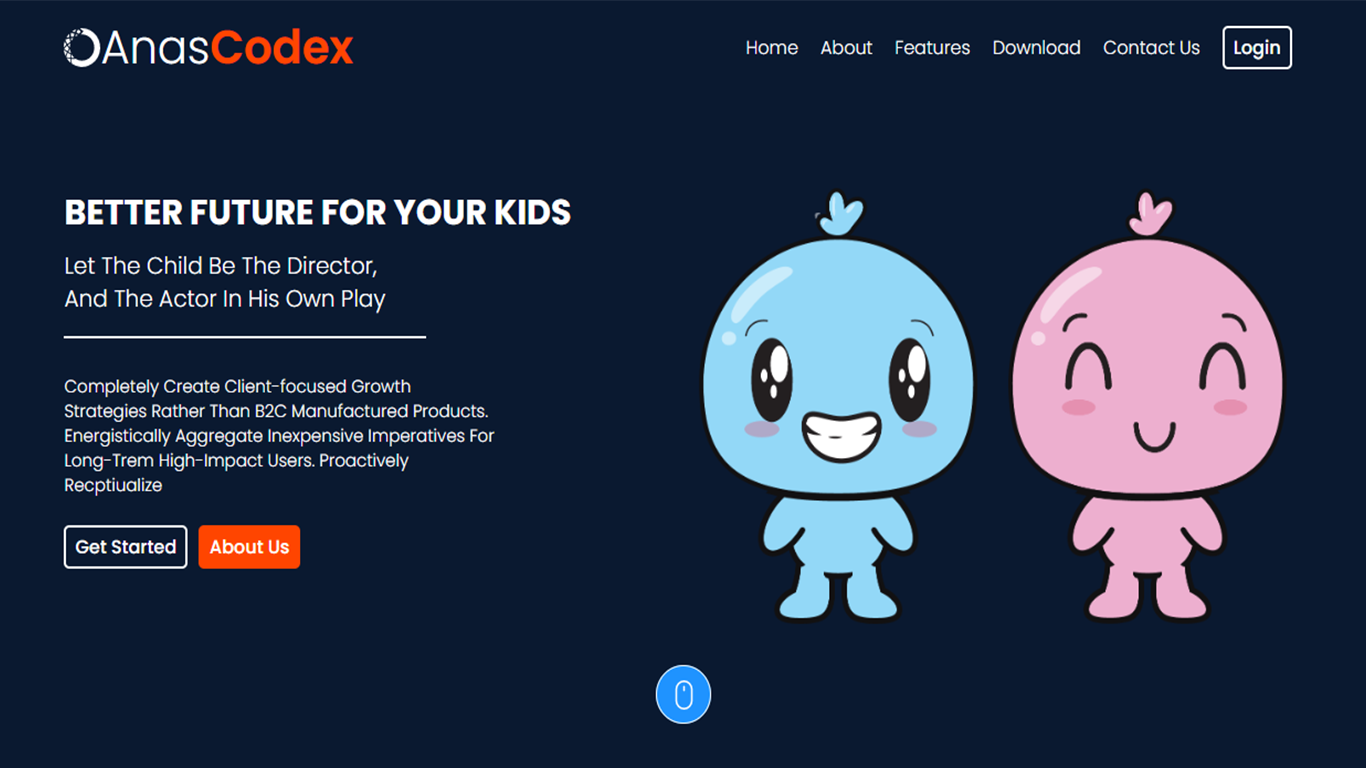 AnasCodex
Home About Features Download Contact Us Login
BETTER FUTURE FOR YOUR KIDS
Let The Child Be The Director,
And The Actor In His Own Play
Completely Create Client-focused Growth
Strategies Rather Than B2C Manufactured Products.
Energistically Aggregate Inexpensive Imperatives For
Long-Trem High-Impact Users. Proactively
Recptiualize
Get Started About Us